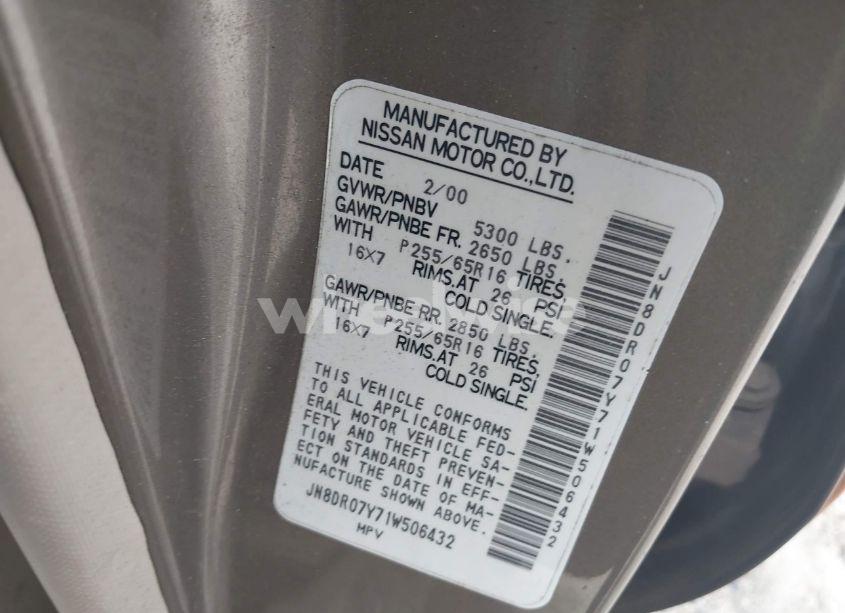 MANUFACTURED BY
NISSAN MOTOR CO.,LTD.
DATE 2/00
GVWR/PNBV 5300 LBS.
GAWR/PNBE FR. 2650 LBS.
WITH P255/65R16 TIRES,
16X7 RIMS.AT 26 PSI
COLD SINGLE.
GAWR/PNBE RR. 2850 LBS.
WITH P255/65R16 TIRES,
16X7 RIMS.AT 26 PSI
COLD SINGLE.
THIS VEHICLE CONFORMS
TO ALL APPLICABLE FED-
ERAL MOTOR VEHICLE SA-
FETY AND THEFT PREVEN-
TION STANDARDS IN EFF-
ECT ON THE DATE OF MA-
NUFACTURE SHOWN ABOVE.
JN8DR07Y71W506432
MPV
JN8DR07Y71W506432